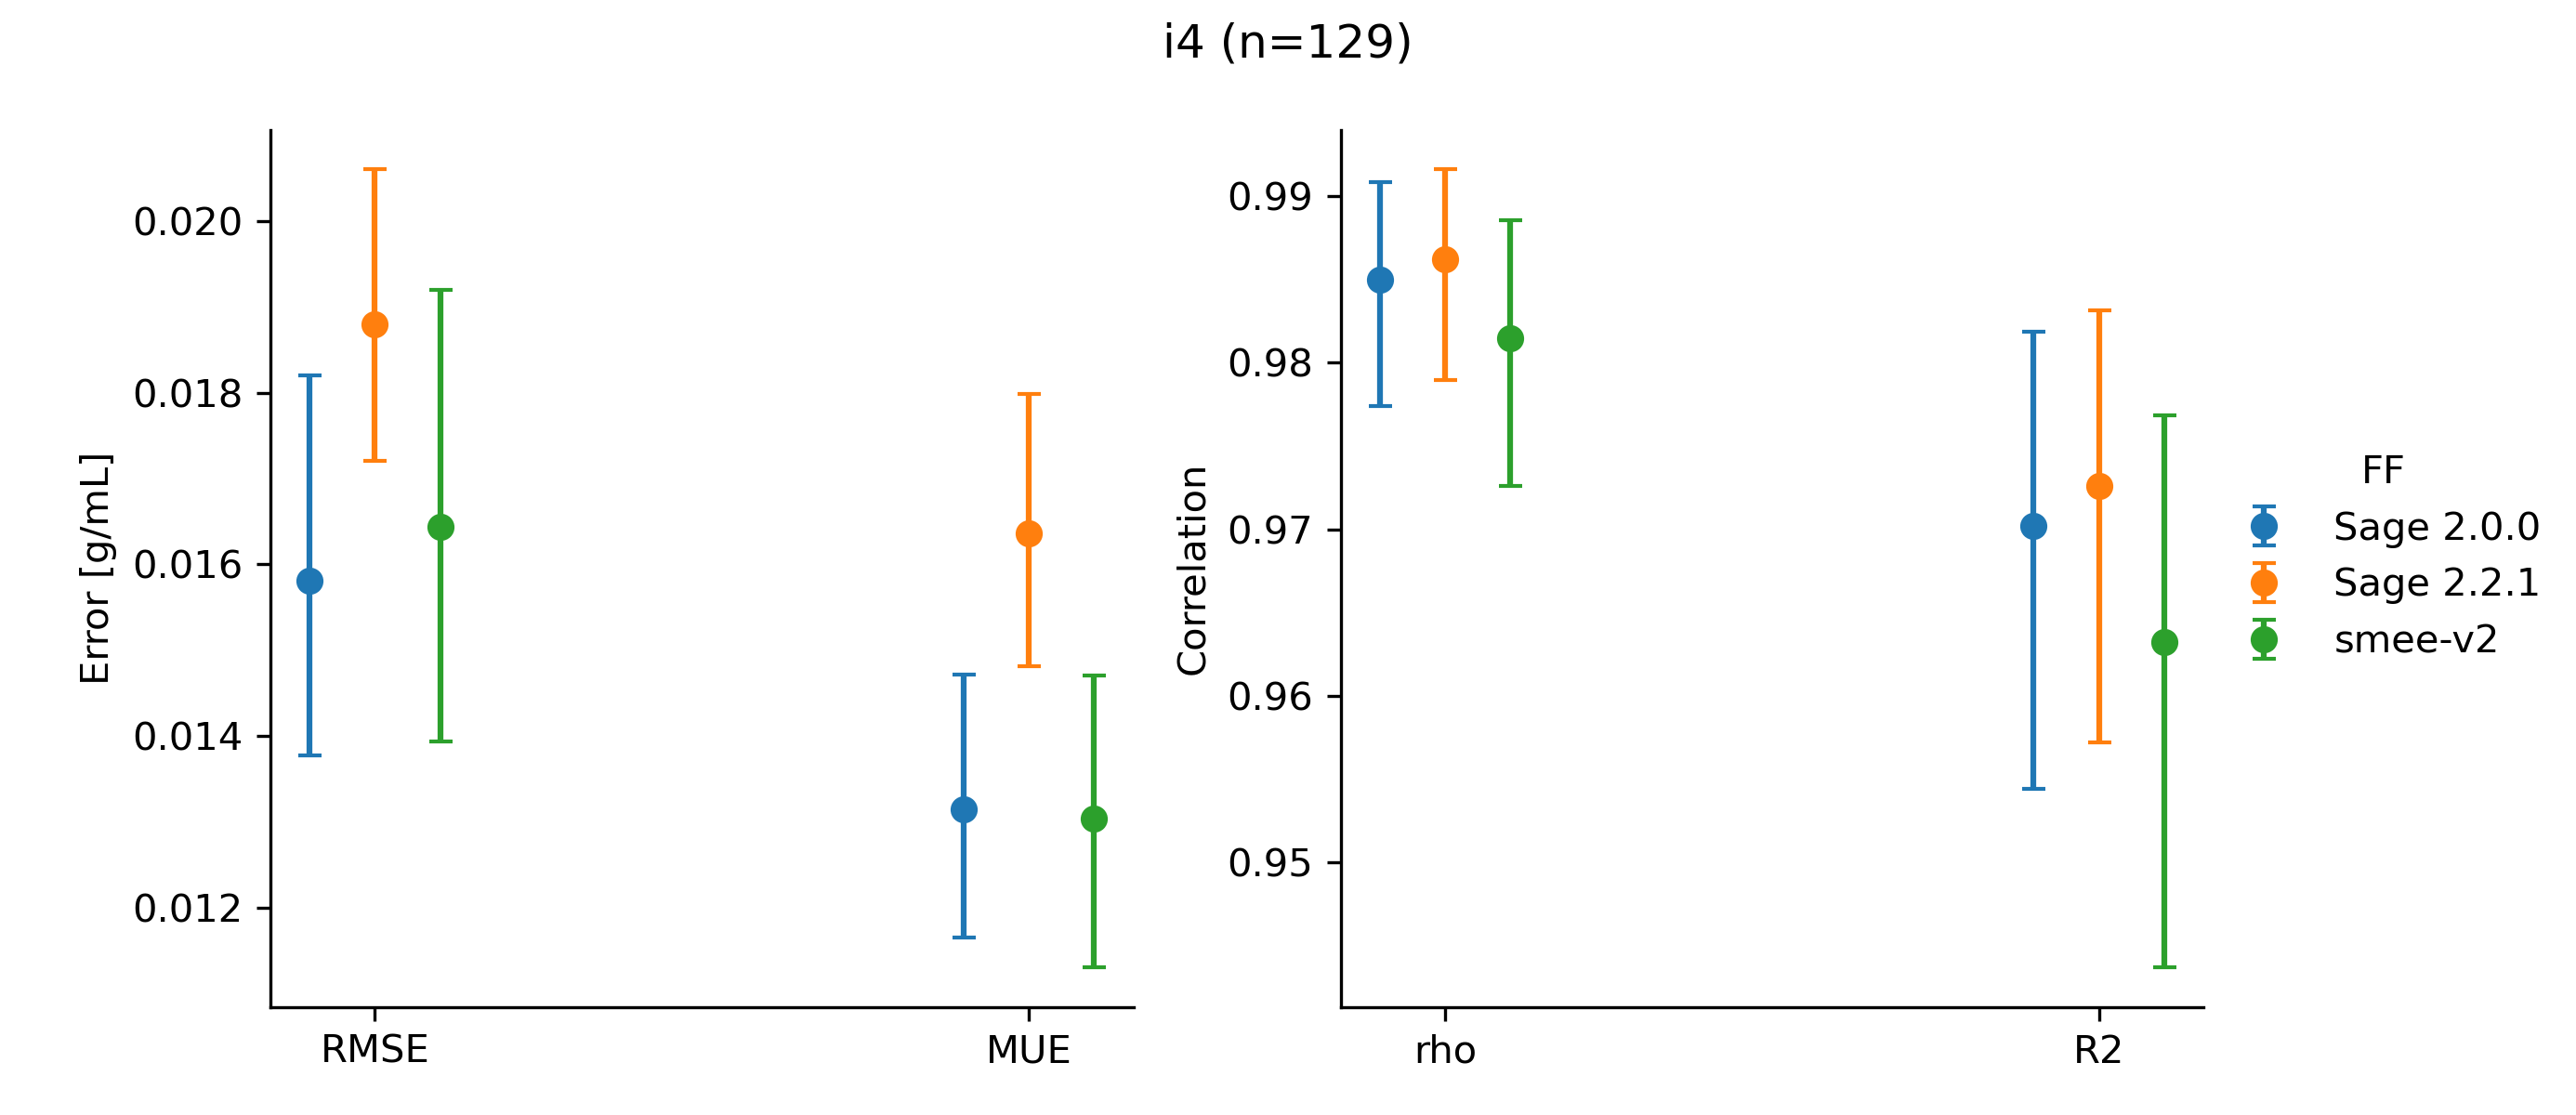 i4 (n=129)
Error [g/mL]
0.020
0.018
0.016
0.014
0.012
RMSE
MUE
Correlation
0.99
0.98
0.97
0.96
0.95
rho
R2
FF
Sage 2.0.0
Sage 2.2.1
smee-v2